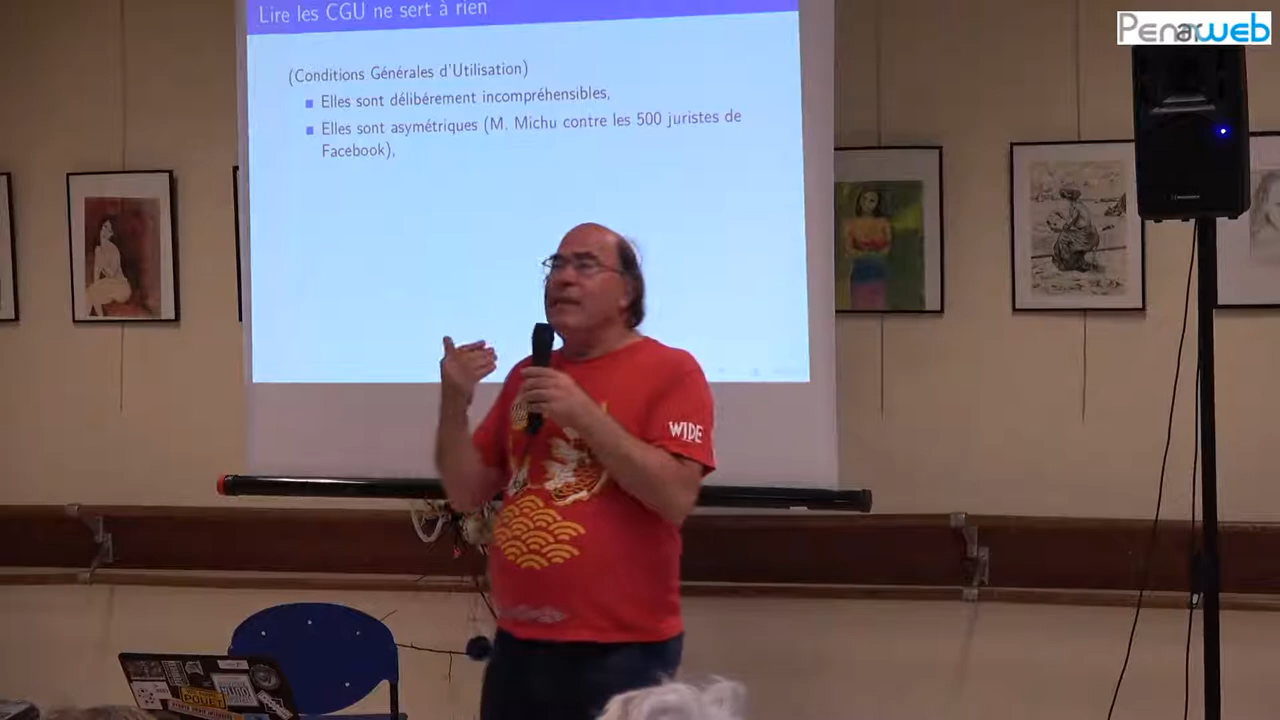 Lire les CGU ne sert à rien
Penarweb
(Conditions Générales d'Utilisation)
Elles sont délibérement incompréhensibles,
Elles sont asymétriques (M. Michu contre les 500 juristes de
Facebook),
WIDE
POUET